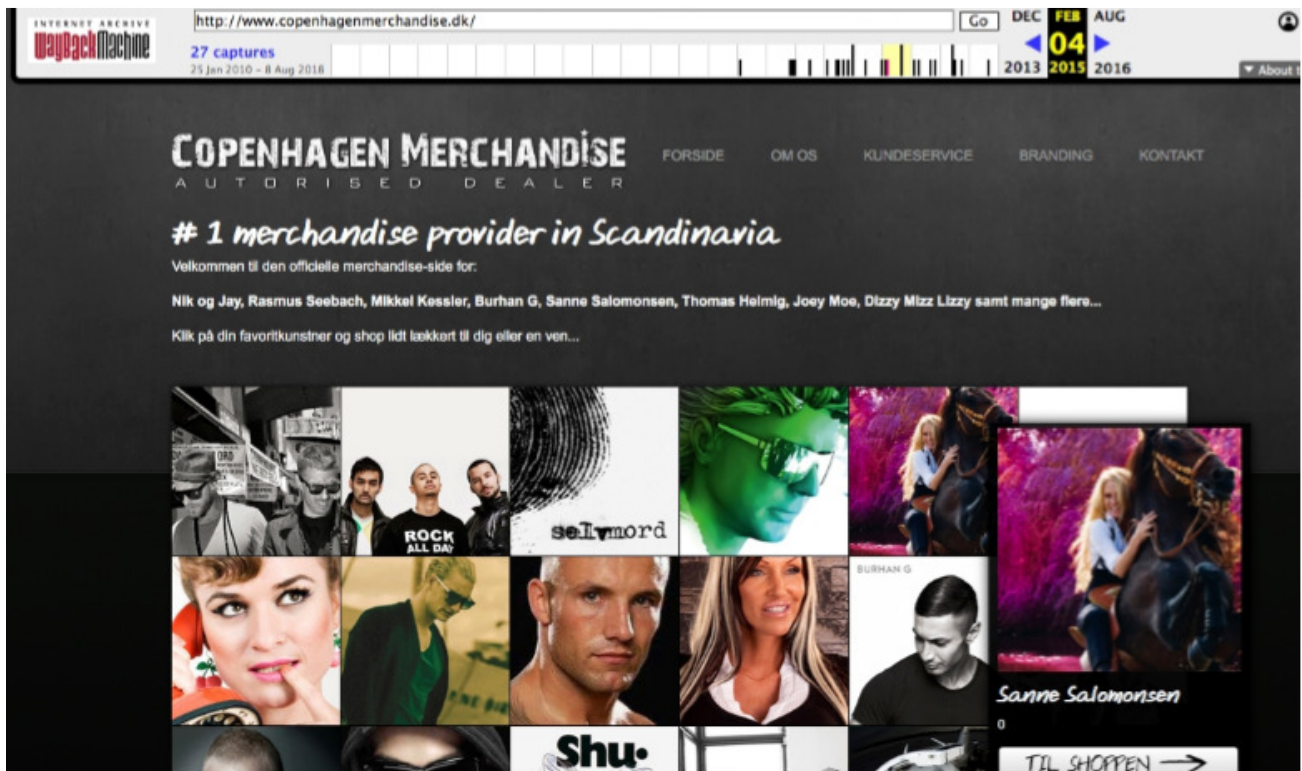 INTERNET ARCHIVE
WayBackMachine
http://www.copenhagenmerchandise.dk/
Go
DEC FEB AUG
27 captures
04
25 Jan 2010 – 8 Aug 2016
2013 2015 2016
About t
COPENHAGEN MERCHANDISE
AUTORISED DEALER
FORSIDE OM OS KUNDESERVICE BRANDING KONTAKT
# 1 merchandise provider in Scandinavia
Velkommen til den officielle merchandise-side for:
Nik og Jay, Rasmus Seebach, Mikkel Kessler, Burhan G, Sanne Salomonsen, Thomas Helmig, Joey Moe, Dizzy Mizz Lizzy samt mange flere...
Klik på din favoritkunstner og shop lidt lækkert til dig eller en ven...
ROCK
ALL DAY
selvmord
BURHAN G
Sanne Salomonsen
0
TIL SHOPPEN
Shu•